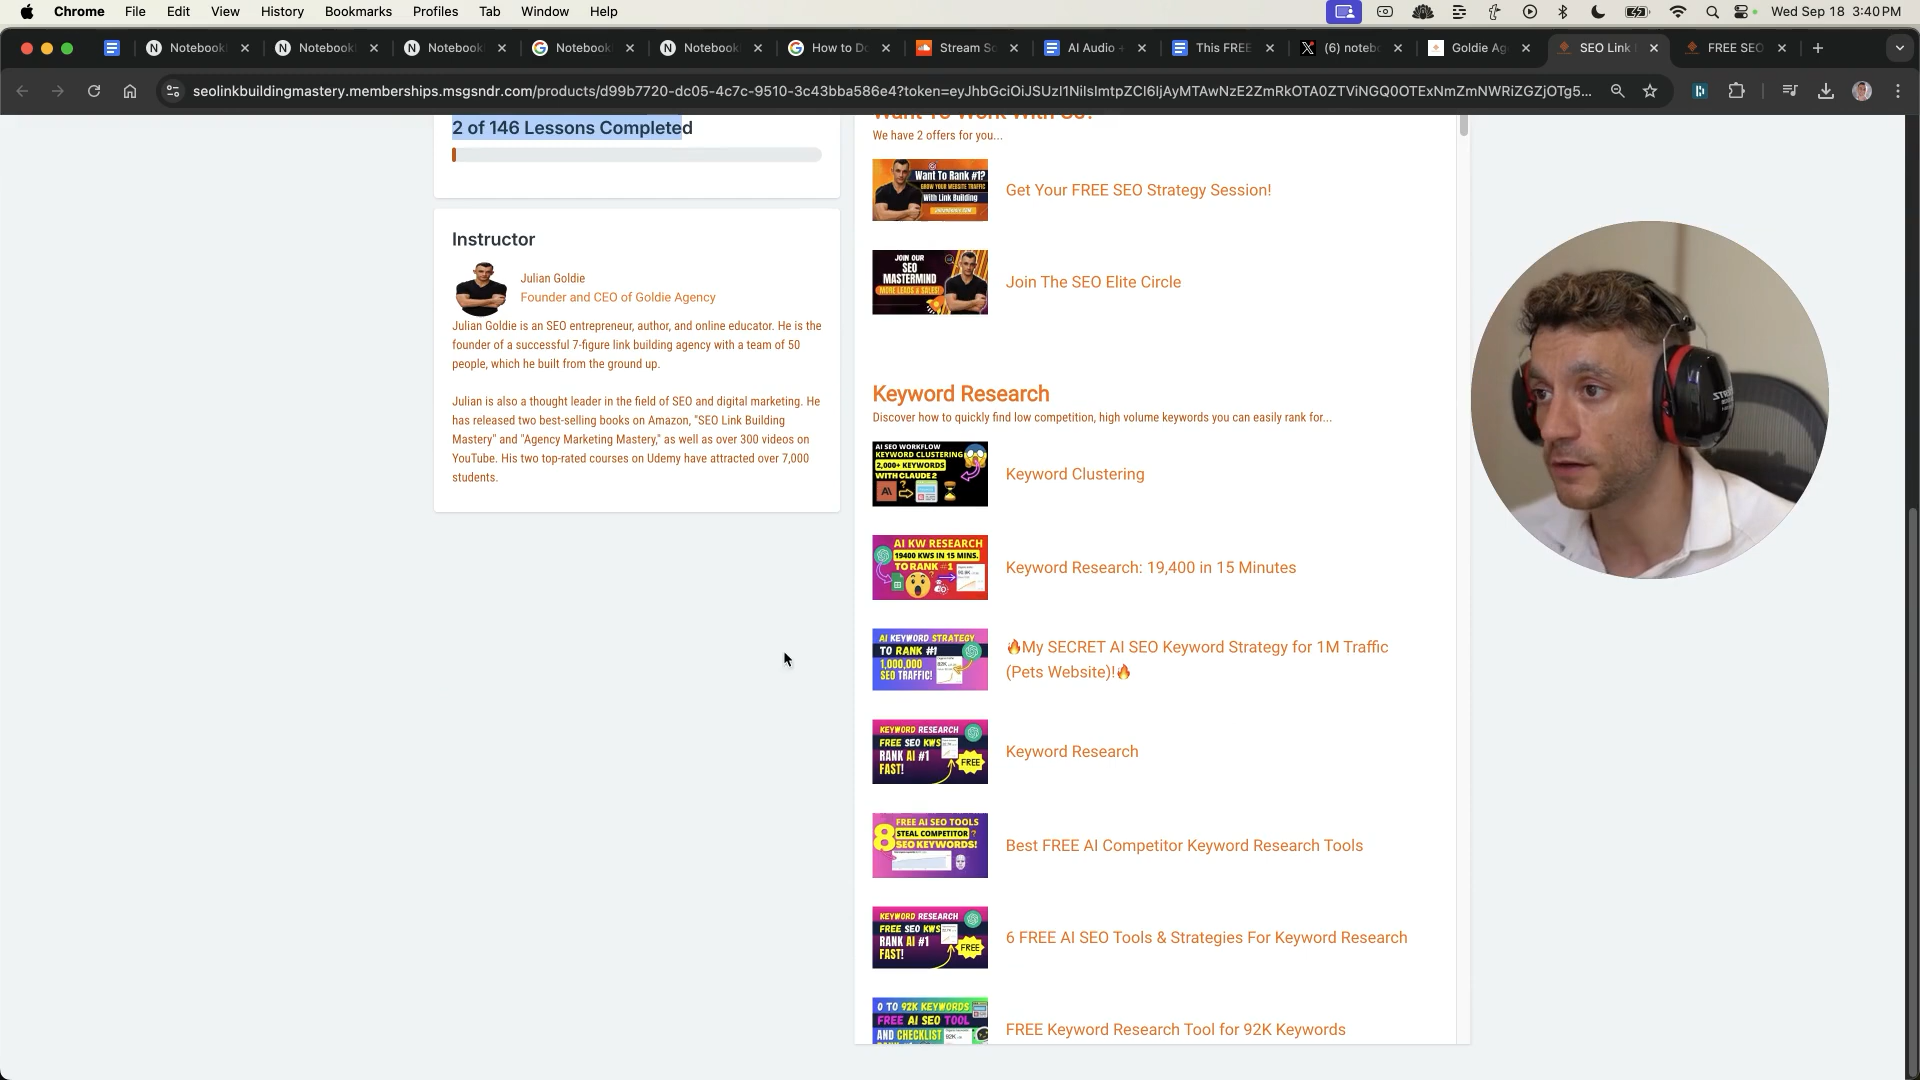 Chrome File Edit View History Bookmarks Profiles Tab Window Help
Wed Sep 18 3:40 PM
Notebook
Notebook
Notebook
Notebook
Notebook
How to Do
Stream So
AI Audio
This FREE
(6) noteb
Goldie Ag
SEO Link
FREE SEO
seolinkbuildingmastery.memberships.msgsndr.com/products/d99b7720-dc05-4c7c-9510-3c43bba586e4?token=
2 of 146 Lessons Completed
Instructor
Julian Goldie
Founder and CEO of Goldie Agency
Julian Goldie is an SEO entrepreneur, author, and online educator. He is the
founder of a successful 7-figure link building agency with a team of 50
people, which he built from the ground up.
Julian is also a thought leader in the field of SEO and digital marketing. He
has released two best-selling books on Amazon, "SEO Link Building
Mastery" and "Agency Marketing Mastery," as well as over 300 videos on
YouTube. His two top-rated courses on Udemy have attracted over 7,000
students.
Want To Work With Us?
We have 2 offers for you...
Want To Rank #1?
GROW YOUR WEBSITE TRAFFIC
With Link Building
Get Your FREE SEO Strategy Session!
JOIN OUR
SEO
MASTERMIND
MORE LEADS & SALES!
Join The SEO Elite Circle
Keyword Research
Discover how to quickly find low competition, high volume keywords you can easily rank for...
AI SEO WORKFLOW
KEYWORD CLUSTERING
2,000+ KEYWORDS
WITH CLAUDE 2
Keyword Clustering
AI KW RESEARCH
19400 KWS IN 15 MINS.
TO RANK #1
Keyword Research: 19,400 in 15 Minutes
AI KEYWORD STRATEGY
TO RANK #1
1,000,000
SEO TRAFFIC!
🔥My SECRET AI SEO Keyword Strategy for 1M Traffic
(Pets Website)!🔥
KEYWORD RESEARCH
FREE SEO KWS
RANK AI #1
FAST!
FREE
Keyword Research
FREE AI SEO TOOLS
8 STEAL COMPETITOR
SEO KEYWORDS!
Best FREE AI Competitor Keyword Research Tools
KEYWORD RESEARCH
FREE SEO KWS
RANK AI #1
FAST!
FREE
6 FREE AI SEO Tools & Strategies For Keyword Research
0 TO 92K KEYWORDS
FREE AI SEO TOOL
AND CHECKLIST
FREE Keyword Research Tool for 92K Keywords